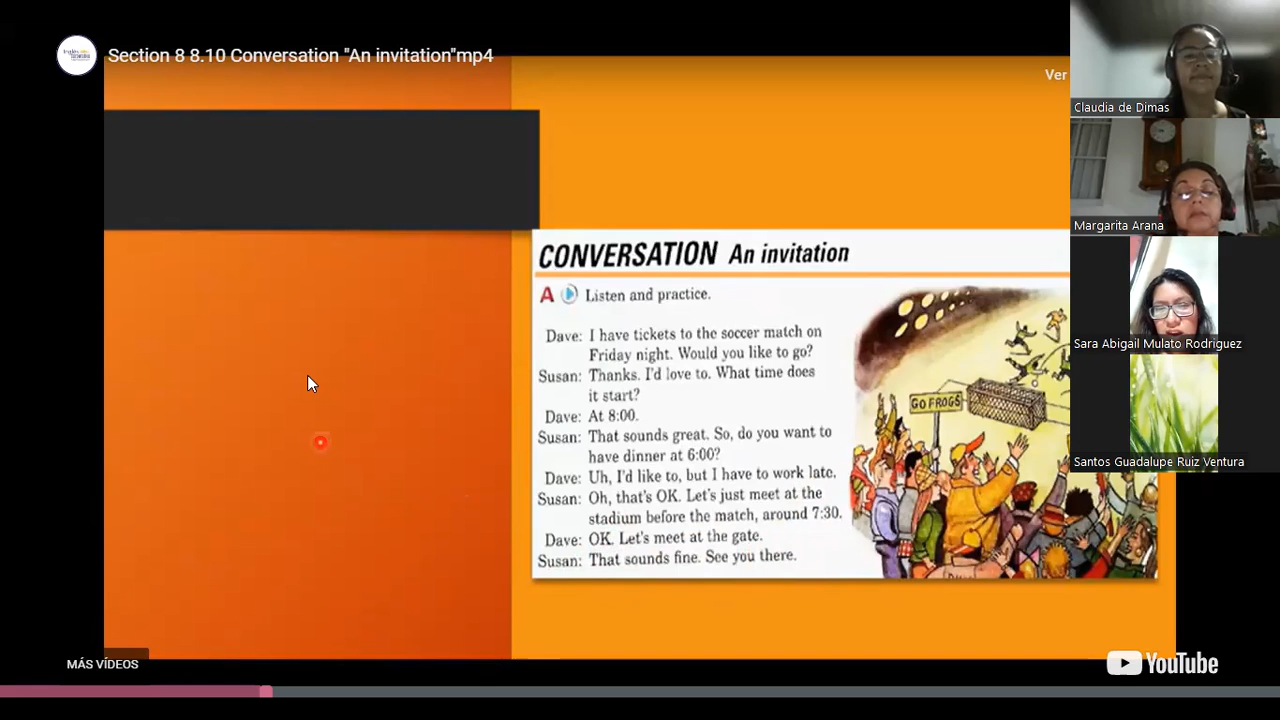 Section 8 8.10 Conversation "An invitation"mp4
Ver
Claudia de Dimas
Margarita Arana
Sara Abigail Mulato Rodriguez
Santos Guadalupe Ruiz Ventura
CONVERSATION An invitation
A Listen and practice.
Dave: I have tickets to the soccer match on
Friday night. Would you like to go?
Susan: Thanks. I'd love to. What time does
it start?
Dave: At 8:00.
Susan: That sounds great. So, do you want to
have dinner at 6:00?
Dave: Uh, I'd like to, but I have to work late.
Susan: Oh, that's OK. Let's just meet at the
stadium before the match, around 7:30.
Dave: OK. Let's meet at the gate.
Susan: That sounds fine. See you there.
GO FROGS
MÁS VÍDEOS
YouTube